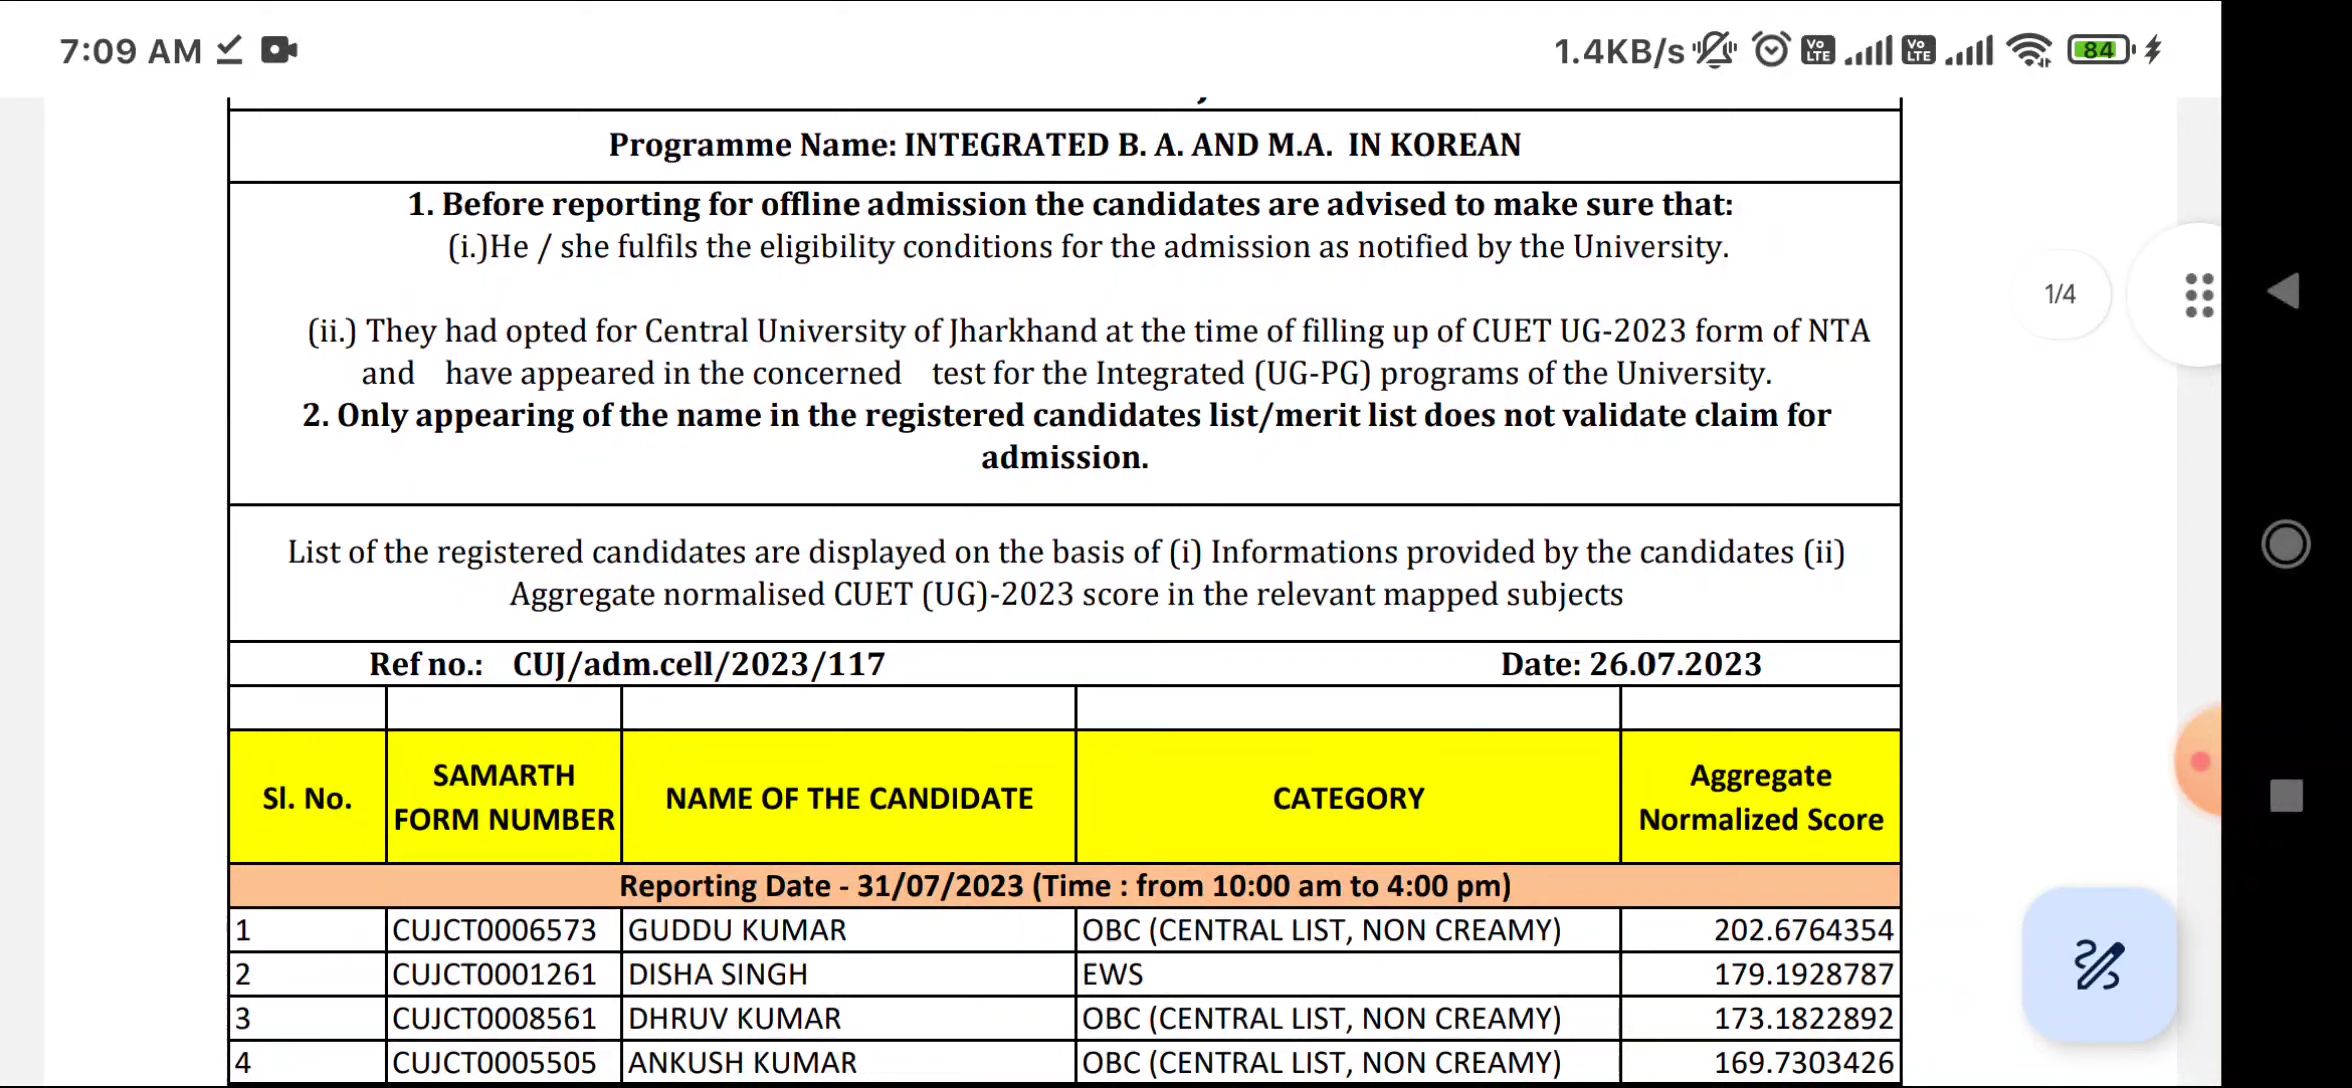 7:09 AM
1.4KB/s
Vo LTE
Vo LTE
84
Programme Name: INTEGRATED B. A. AND M.A. IN KOREAN
1. Before reporting for offline admission the candidates are advised to make sure that:
(i.)He / she fulfils the eligibility conditions for the admission as notified by the University.
1/4
(ii.) They had opted for Central University of Jharkhand at the time of filling up of CUET UG-2023 form of NTA
and have appeared in the concerned test for the Integrated (UG-PG) programs of the University.
2. Only appearing of the name in the registered candidates list/merit list does not validate claim for
admission.
List of the registered candidates are displayed on the basis of (i) Informations provided by the candidates (ii)
Aggregate normalised CUET (UG)-2023 score in the relevant mapped subjects
Ref no.: CUJ/adm.cell/2023/117 Date: 26.07.2023
Sl. No. SAMARTH FORM NUMBER NAME OF THE CANDIDATE CATEGORY Aggregate Normalized Score
Reporting Date - 31/07/2023 (Time : from 10:00 am to 4:00 pm)
1 CUJCT0006573 GUDDU KUMAR OBC (CENTRAL LIST, NON CREAMY) 202.6764354
2 CUJCT0001261 DISHA SINGH EWS 179.1928787
3 CUJCT0008561 DHRUV KUMAR OBC (CENTRAL LIST, NON CREAMY) 173.1822892
4 CUJCT0005505 ANKUSH KUMAR OBC (CENTRAL LIST, NON CREAMY) 169.7303426